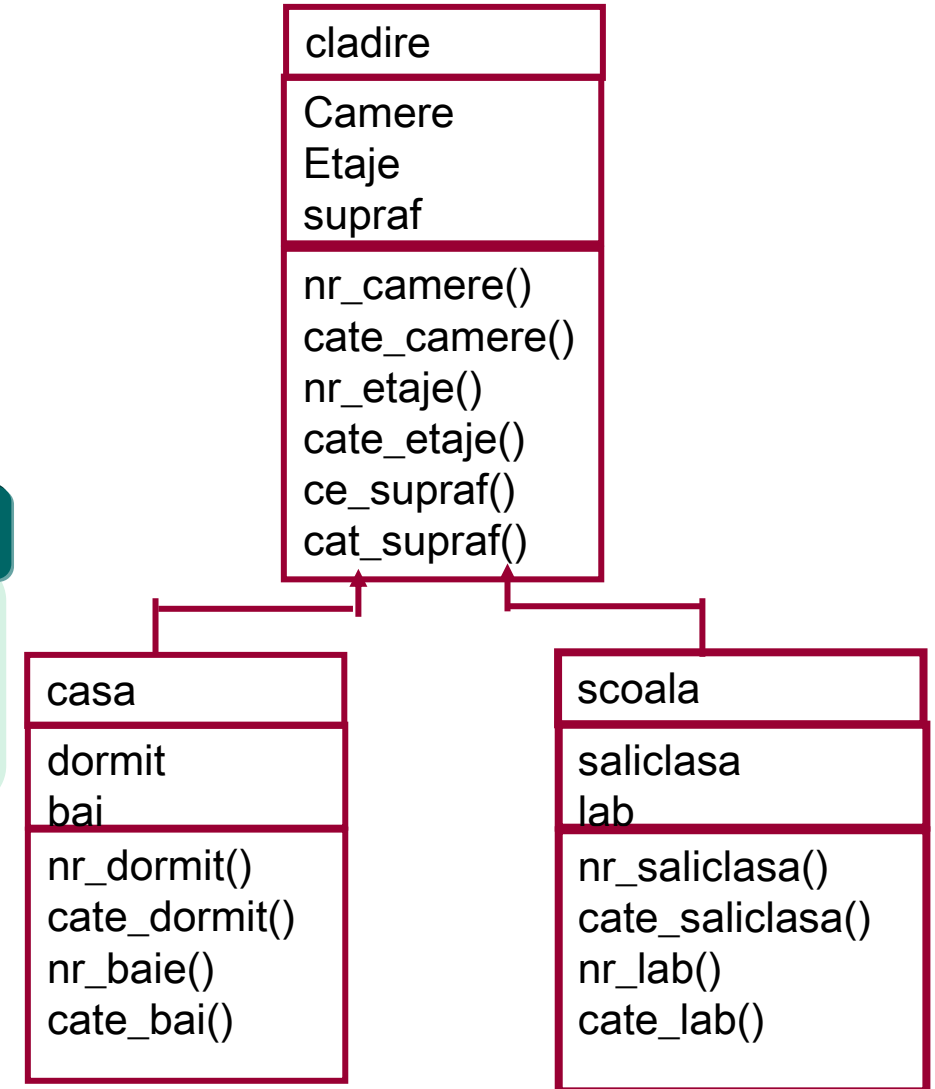 cladire
Camere
Etaje
supraf
nr_camere()
cate_camere()
nr_etaje()
cate_etaje()
ce_supraf()
cat_supraf()
casa
dormit
bai
nr_dormit()
cate_dormit()
nr_baie()
cate_bai()
scoala
saliclasa
lab
nr_saliclasa()
cate_saliclasa()
nr_lab()
cate_lab()